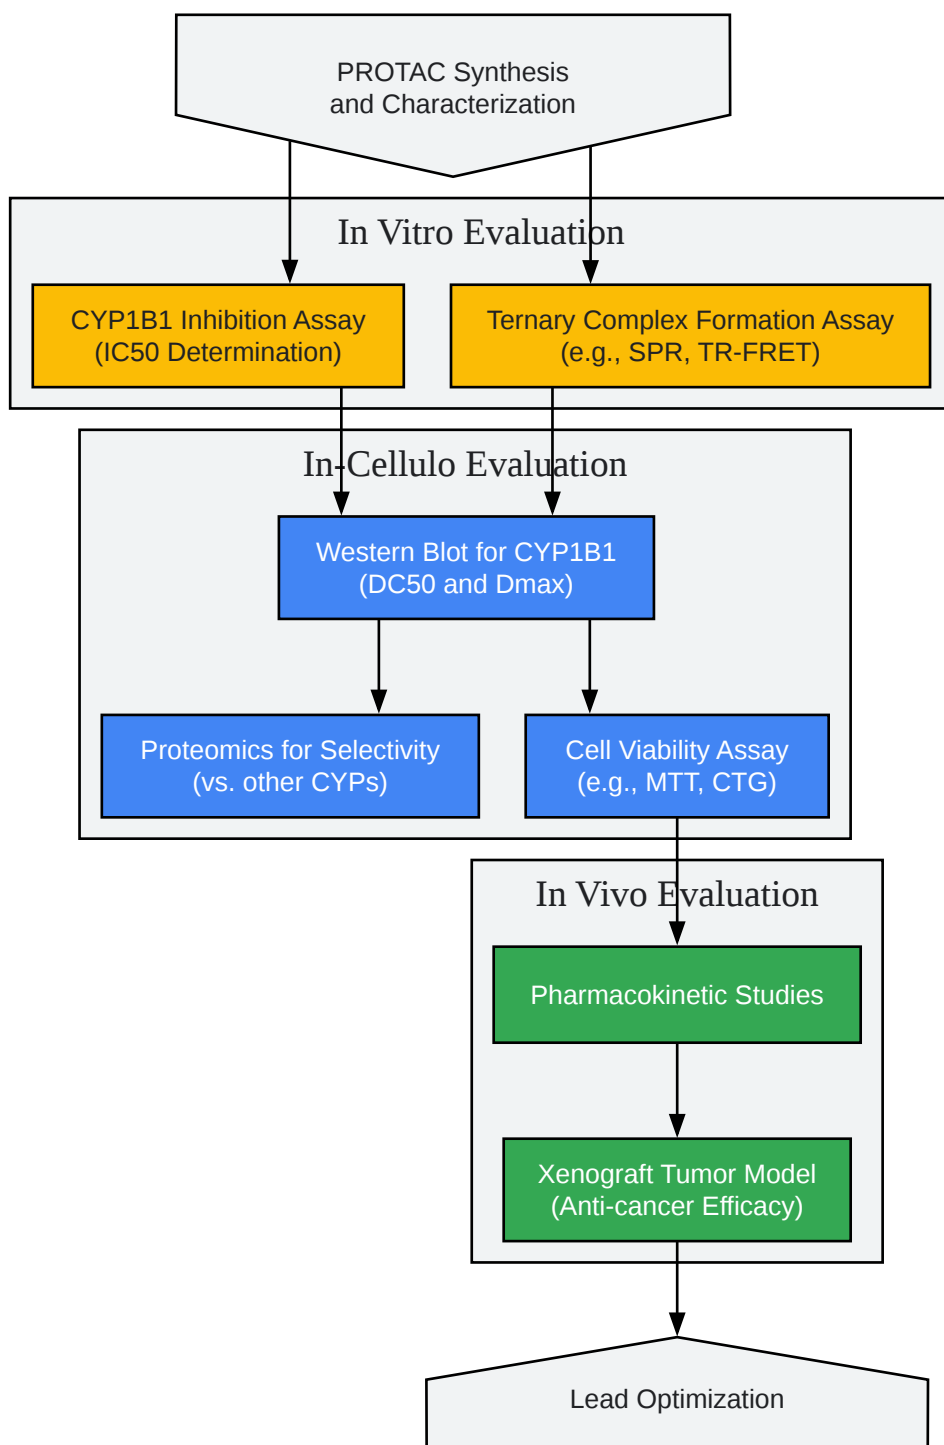 PROTAC Synthesis
and Characterization
In Vitro Evaluation
CYP1B1 Inhibition Assay
(IC50 Determination)
Ternary Complex Formation Assay
(e.g., SPR, TR-FRET)
In-Cellulo Evaluation
Western Blot for CYP1B1
(DC50 and Dmax)
Proteomics for Selectivity
(vs. other CYPs)
Cell Viability Assay
(e.g., MTT, CTG)
In Vivo Evaluation
Pharmacokinetic Studies
Xenograft Tumor Model
(Anti-cancer Efficacy)
Lead Optimization